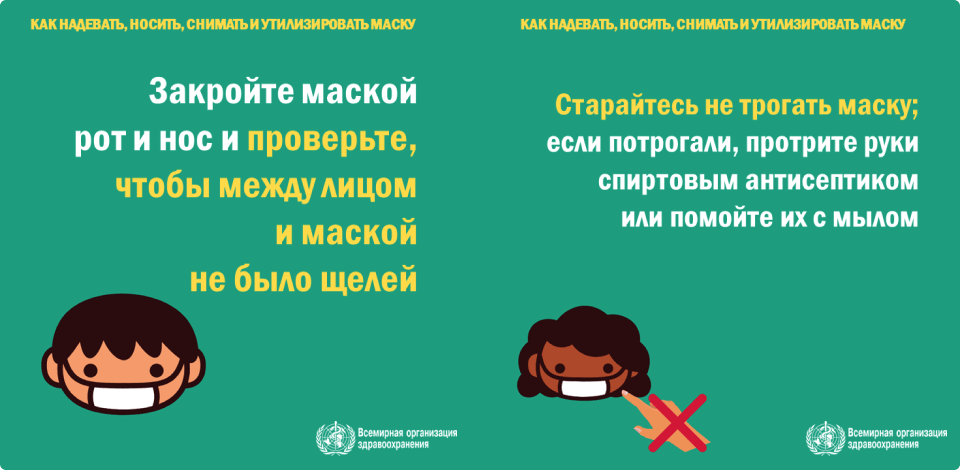 КАК НАДЕВАТЬ, НОСИТЬ, СНИМАТЬ И УТИЛИЗИРОВАТЬ МАСКУ
Закройте маской
рот и нос и проверьте,
чтобы между лицом
и маской
не было щелей
Всемирная организация
здравоохранения
КАК НАДЕВАТЬ, НОСИТЬ, СНИМАТЬ И УТИЛИЗИРОВАТЬ МАСКУ
Старайтесь не трогать маску;
если потрогали, протрите руки
спиртовым антисептиком
или помойте их с мылом
Всемирная организация
здравоохранения